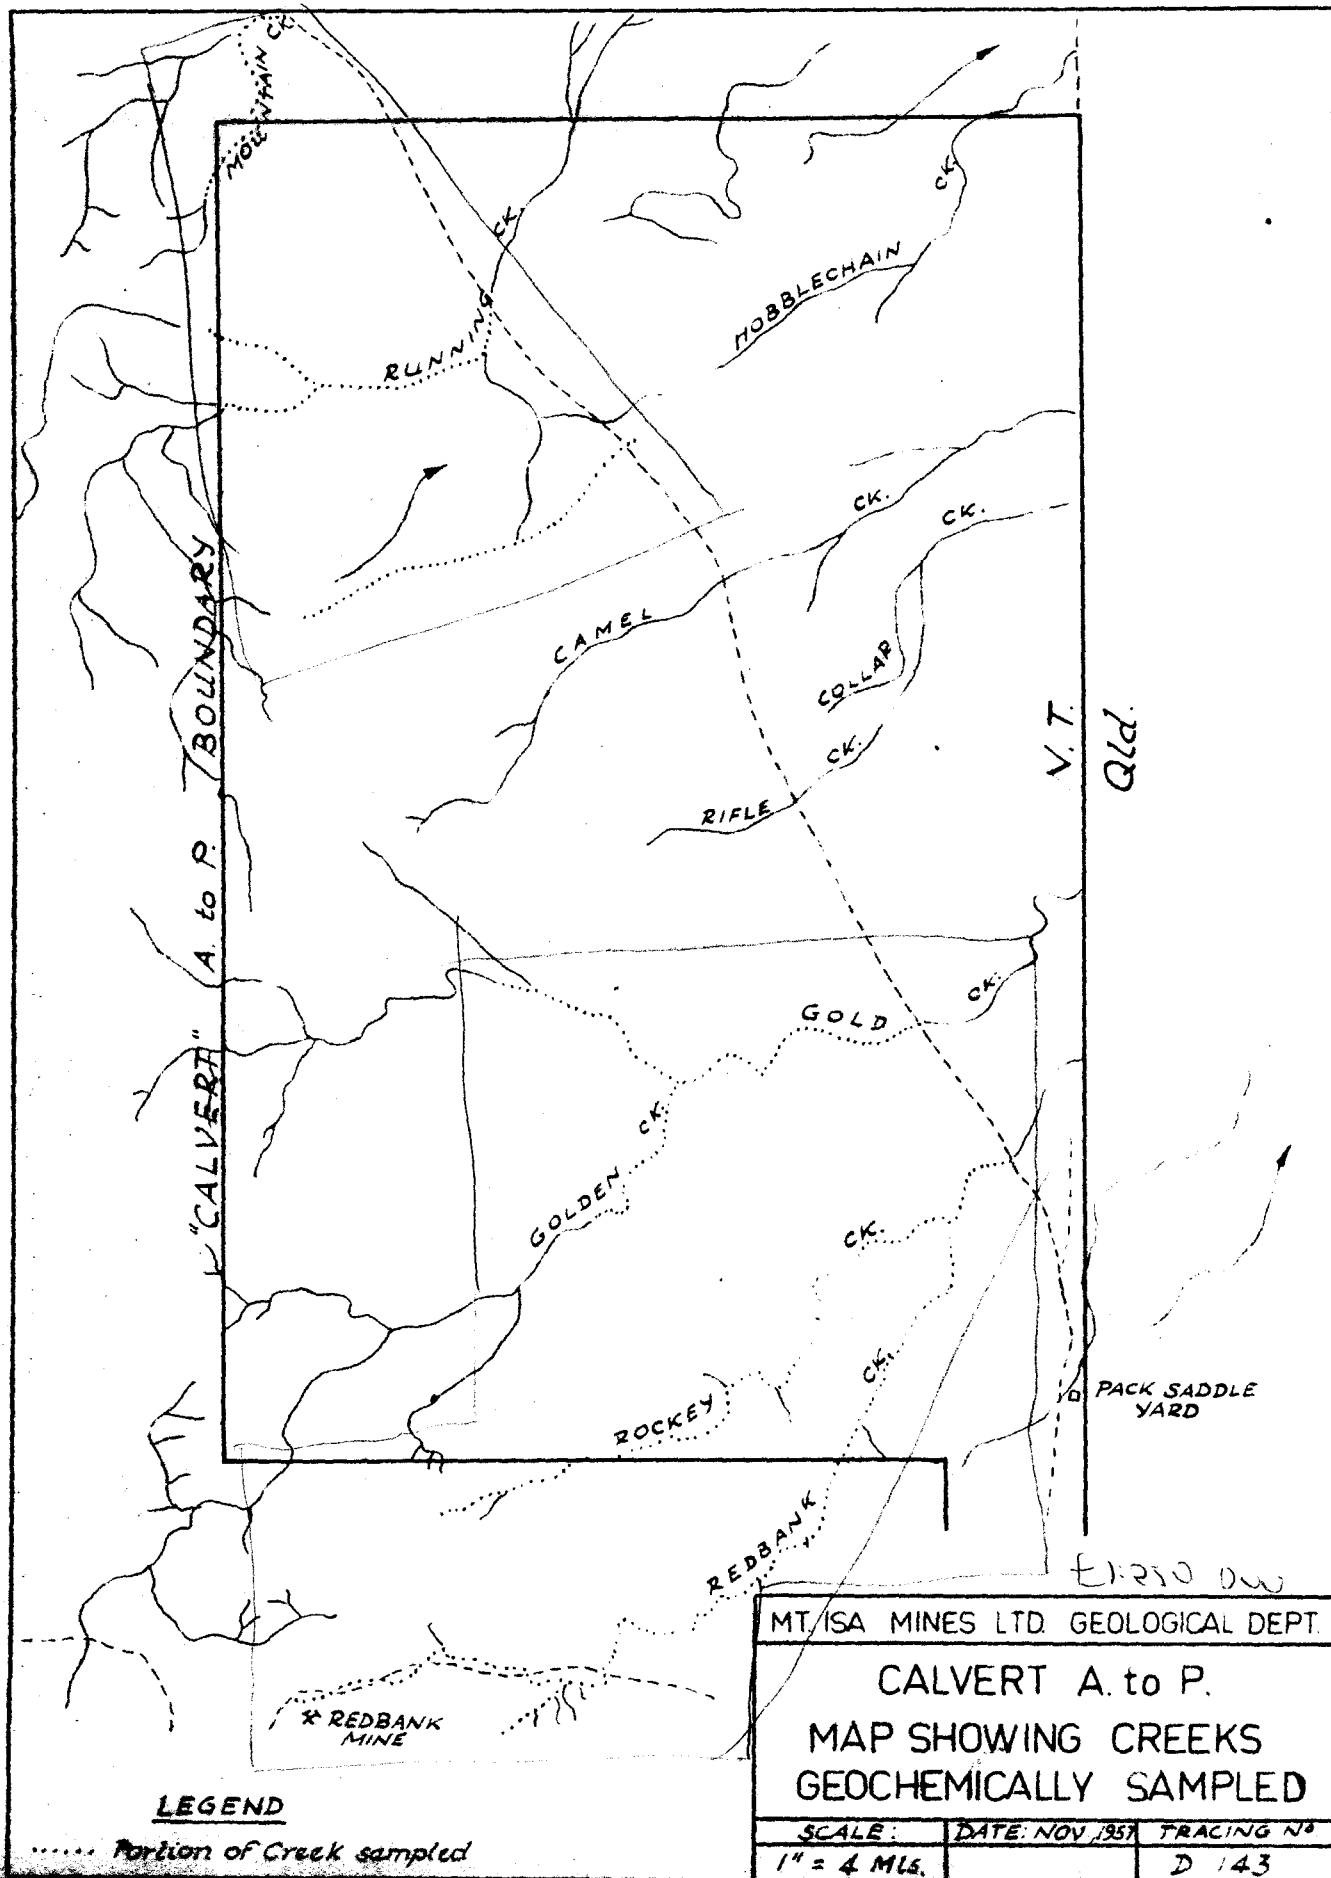 MOUNTAIN CK.
RUNNING CK.
HOBBLECHAIN CK.
CAMEL CK.
COLLAR CK.
RIFLE CK.
"CALVERT" A. to P. BOUNDARY
V.T.
Qld.
GOLD CK.
GOLDEN CK.
ROCKEY CK.
REDBANK CK.
PACK SADDLE
YARD
REDBANK
MINE
MT. ISA MINES LTD. GEOLOGICAL DEPT.
CALVERT A. to P.
MAP SHOWING CREEKS
GEOCHEMICALLY SAMPLED
SCALE: DATE: NOV 1957 TRACING Nº
1" = 4 MLS. D 143
LEGEND
...... Portion of Creek sampled